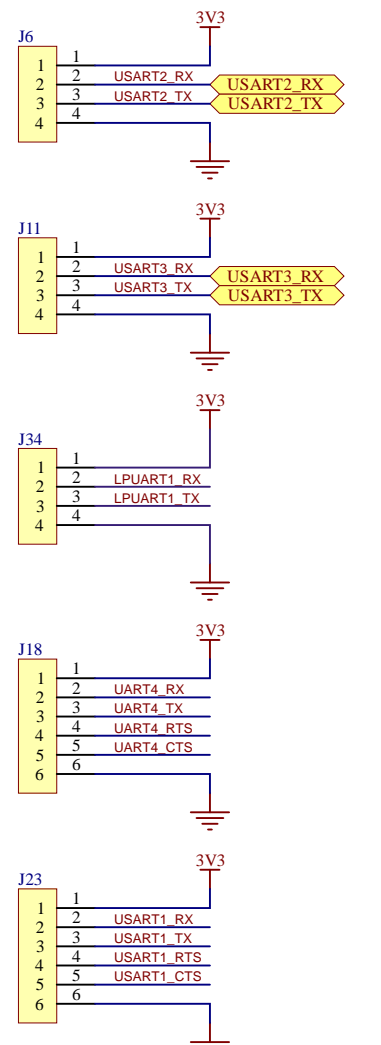 3V3
J6
1 1
2 2 USART2_RX USART2_RX
3 3 USART2_TX USART2_TX
4 4
3V3
J11
1 1
2 2 USART3_RX USART3_RX
3 3 USART3_TX USART3_TX
4 4
3V3
J34
1 1
2 2 LPUART1_RX
3 3 LPUART1_TX
4 4
3V3
J18
1 1
2 2 UART4_RX
3 3 UART4_TX
4 4 UART4_RTS
5 5 UART4_CTS
6 6
3V3
J23
1 1
2 2 USART1_RX
3 3 USART1_TX
4 4 USART1_RTS
5 5 USART1_CTS
6 6